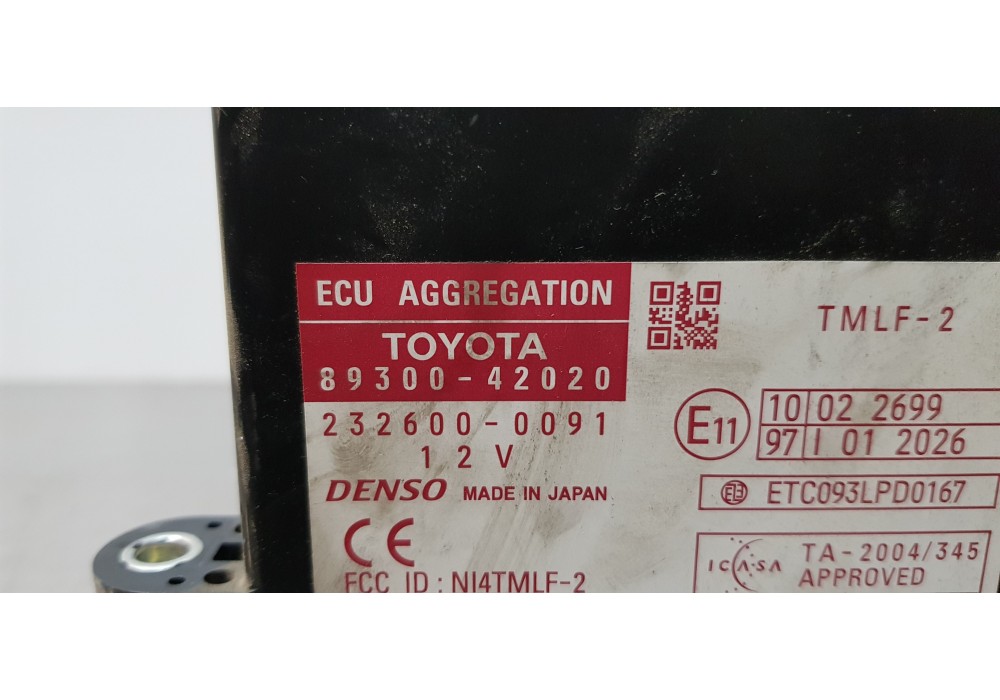 ECU AGGREGATION
TOYOTA
89300-42020
232600-0091
12V
DENSO MADE IN JAPAN
CE
FCC ID : NI4TMLF-2
TMLF-2
E11
10 02 2699
97 I 01 2026
ETC093LPD0167
ICASA
TA-2004/345
APPROVED